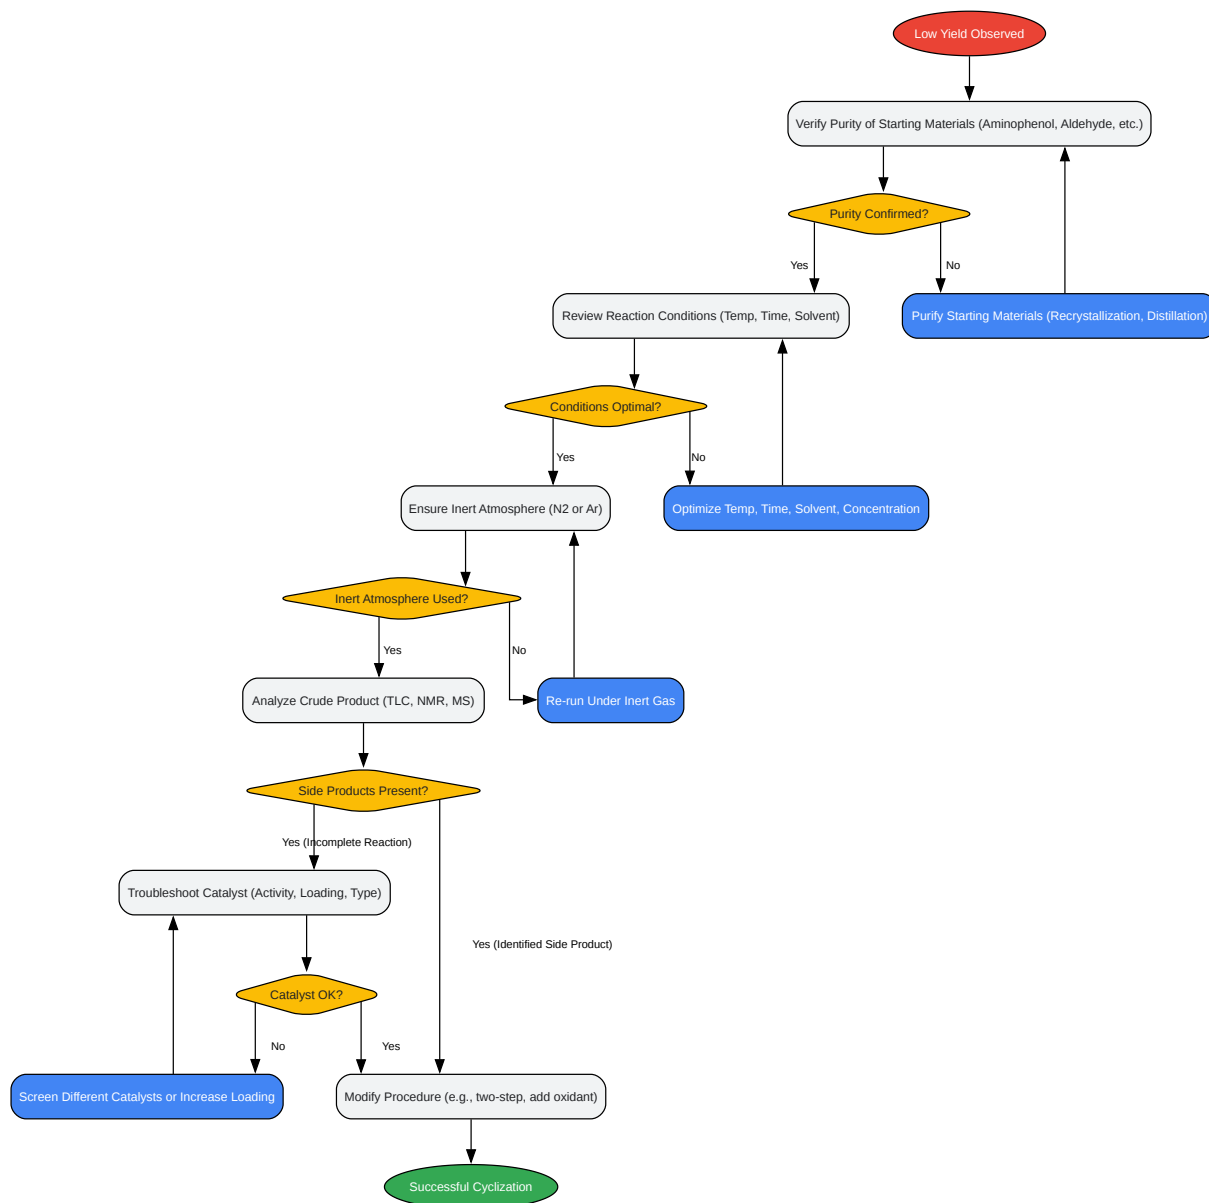 Low Yield Observed
Verify Purity of Starting Materials (Aminophenol, Aldehyde, etc.)
Purity Confirmed?
Yes
No
Review Reaction Conditions (Temp, Time, Solvent)
Purify Starting Materials (Recrystallization, Distillation)
Conditions Optimal?
Yes
No
Ensure Inert Atmosphere (N2 or Ar)
Optimize Temp, Time, Solvent, Concentration
Inert Atmosphere Used?
Yes
No
Analyze Crude Product (TLC, NMR, MS)
Re-run Under Inert Gas
Side Products Present?
Yes (Incomplete Reaction)
Troubleshoot Catalyst (Activity, Loading, Type)
Yes (Identified Side Product)
Catalyst OK?
No
Yes
Screen Different Catalysts or Increase Loading
Modify Procedure (e.g., two-step, add oxidant)
Successful Cyclization